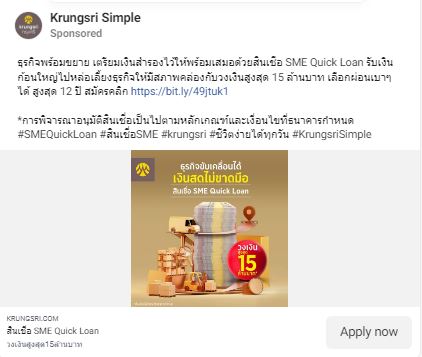 Krungsri Simple
Sponsored
ธุรกิจพร้อมขยาย เตรียมเงินสำรองไว้ให้พร้อมเสมอด้วยสินเชื่อ SME Quick Loan รับเงิน
ก้อนใหญ่ไปหล่อเลี้ยงธุรกิจให้มีสภาพคล่องกับวงเงินสูงสุด 15 ล้านบาท เลือกผ่อนเบาๆ
ได้ สูงสุด 12 ปี สมัครคลิก https://bit.ly/49jtuk1
*การพิจารณาอนุมัติสินเชื่อเป็นไปตามหลักเกณฑ์และเงื่อนไขที่ธนาคารกำหนด
#SMEQuickLoan #สินเชื่อSME #krungsri #ชีวิตง่ายได้ทุกวัน #KrungsriSimple
ธุรกิจขับเคลื่อนได้
เงินสดไม่ขาดมือ
สินเชื่อ SME Quick Loan
วงเงิน
สูงสุด
15
ล้านบาท*
KRUNGSRI.COM
สินเชื่อ SME Quick Loan
วงเงินสูงสุด15ล้านบาท
Apply now